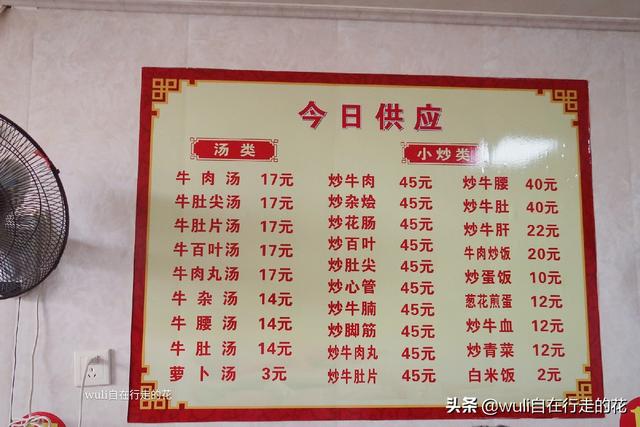 今日供应
汤类
牛肉汤 17元
牛肚尖汤 17元
牛肚片汤 17元
牛百叶汤 17元
牛肉丸汤 17元
牛杂汤 14元
牛腰汤 14元
牛肚汤 14元
萝卜汤 3元
小炒类
炒牛肉 45元
炒杂烩 45元
炒花肠 45元
炒百叶 45元
炒肚尖 45元
炒心管 45元
炒牛腩 45元
炒脚筋 45元
炒牛肉丸 45元
炒牛肚片 45元
炒牛腰 40元
炒牛肚 40元
炒牛肝 22元
牛肉炒饭 20元
炒蛋饭 10元
葱花煎蛋 12元
炒牛血 12元
炒青菜 12元
白米饭 2元
wuli自在行走的花
头条 @wuli自在行走的花